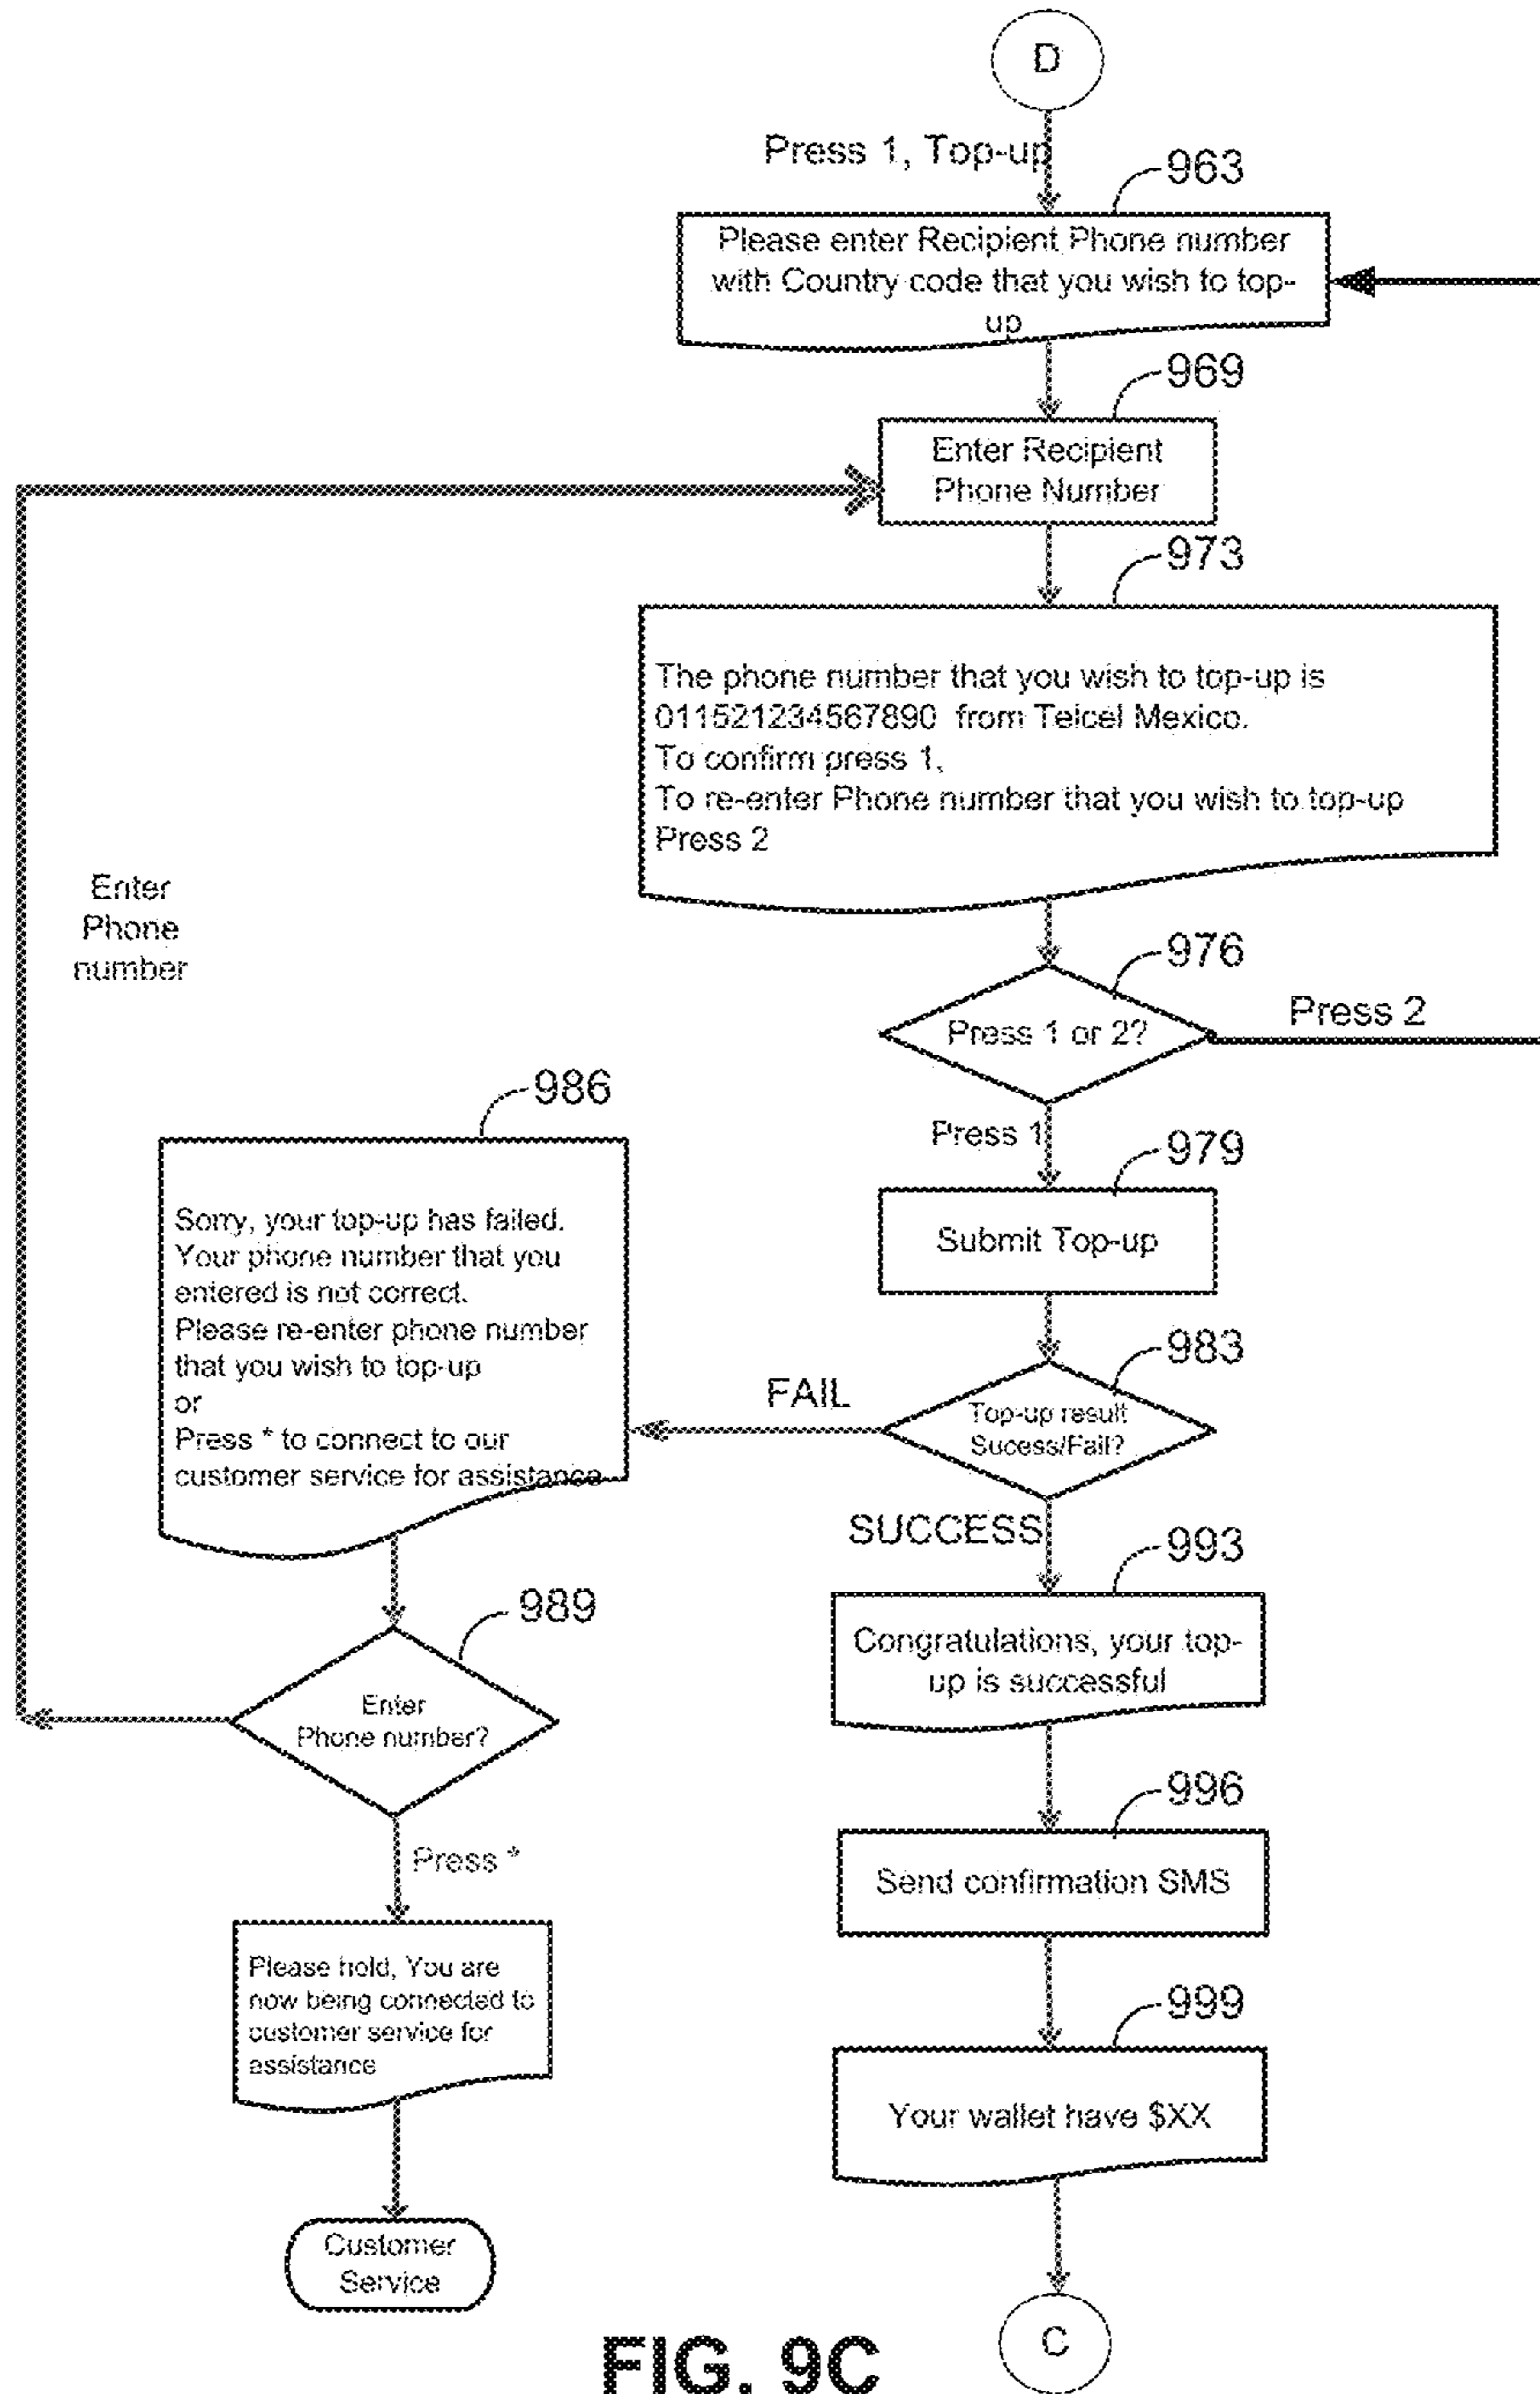 D
Press 1, Top-up
963
Please enter Recipient Phone number
with Country code that you wish to top-
up
969
Enter Recipient
Phone Number
973
The phone number that you wish to top-up is
011521234567890 from Telcel Mexico.
To confirm press 1,
To re-enter Phone number that you wish to top-up
Press 2
Enter
Phone
number
976
Press 1 or 2?
Press 2
Press 1
979
Submit Top-up
986
Sorry, your top-up has failed.
Your phone number that you
entered is not correct.
Please re-enter phone number
that you wish to top-up
or
Press * to connect to our
customer service for assistance
983
Top-up result
Sucess/Fail?
FAIL
SUCCESS
993
Congratulations, your top-
up is successful
989
Enter
Phone number?
Press *
996
Send confirmation SMS
Please hold, You are
now being connected to
customer service for
assistance
999
Your wallet have $XX
Customer
Service
C
FIG. 9C